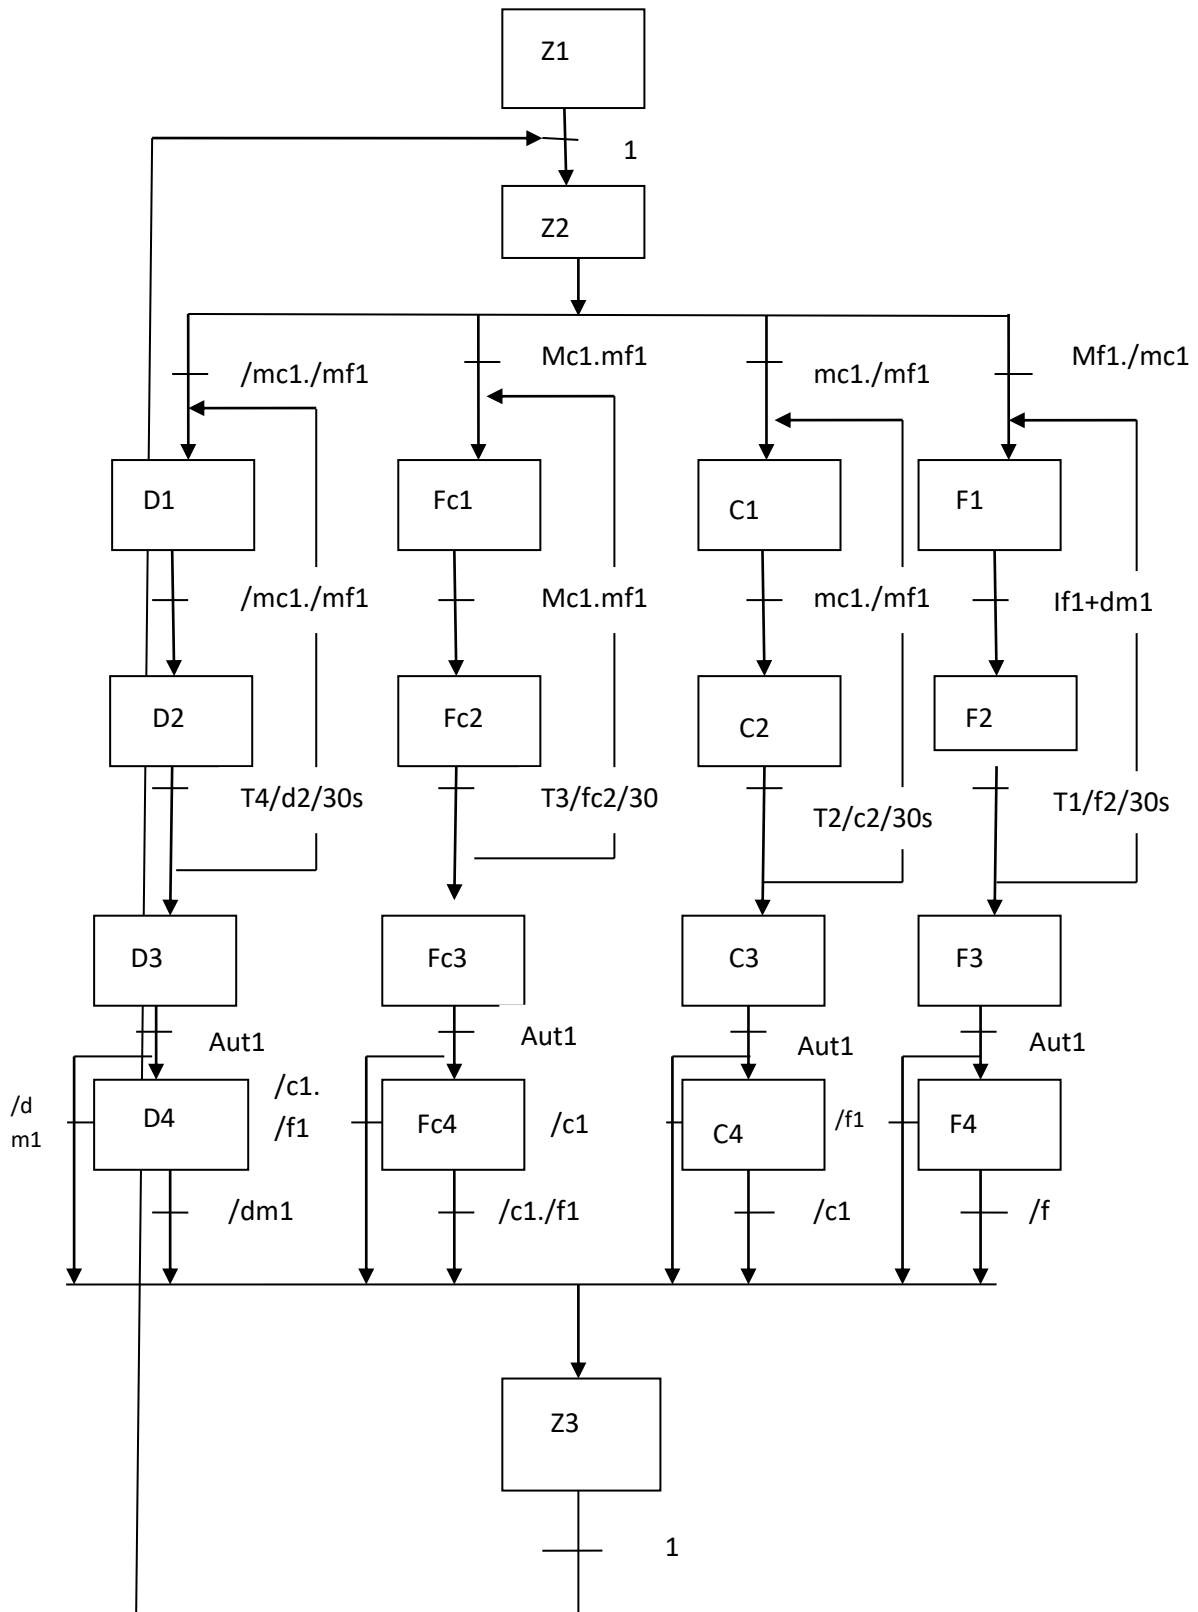 Z1
1
Z2
/mc1./mf1
Mc1.mf1
mc1./mf1
Mf1./mc1
D1
Fc1
C1
F1
/mc1./mf1
Mc1.mf1
mc1./mf1
If1+dm1
D2
Fc2
C2
F2
T4/d2/30s
T3/fc2/30
T2/c2/30s
T1/f2/30s
D3
Fc3
C3
F3
Aut1
Aut1
Aut1
Aut1
/d
m1
D4
/c1.
/f1
Fc4
/c1
C4
/f1
F4
/dm1
/c1./f1
/c1
/f
Z3
1